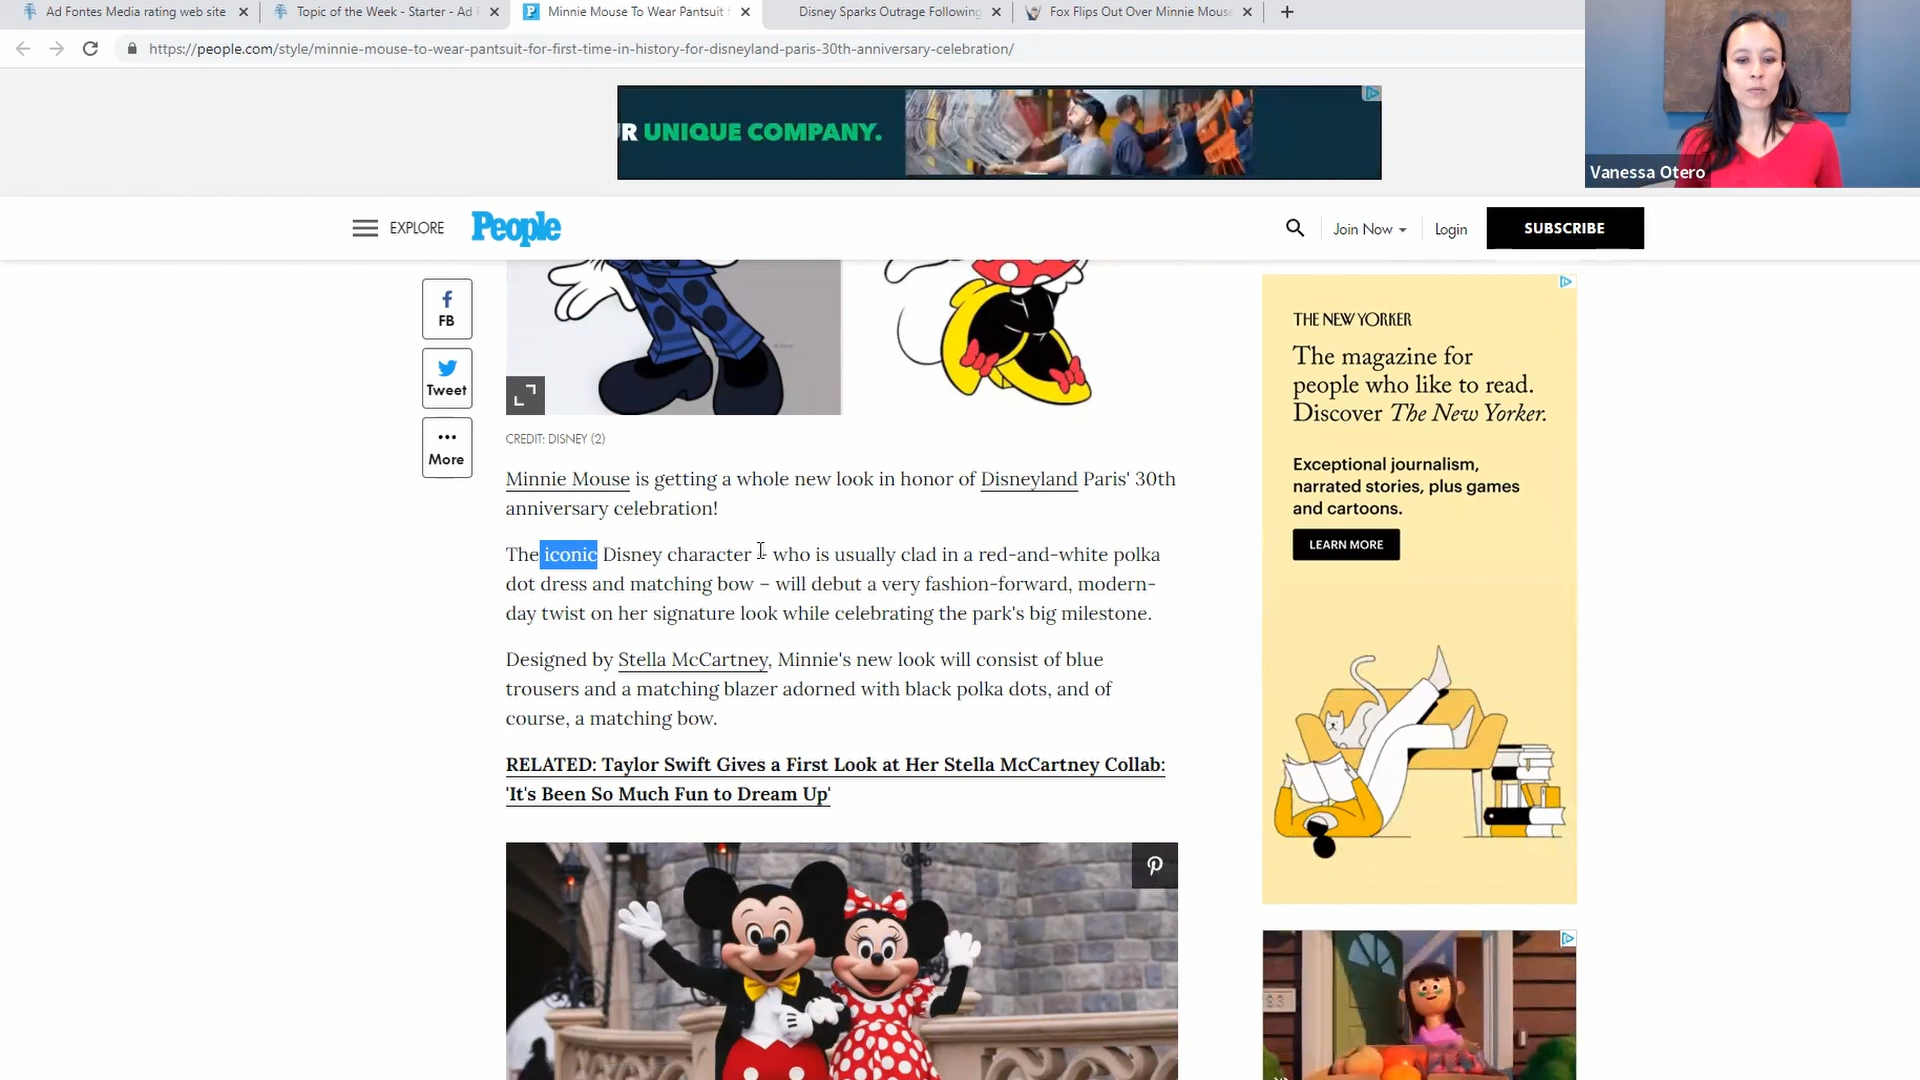 Ad Fontes Media rating web site
Topic of the Week - Starter - Ad F
Minnie Mouse To Wear Pantsuit f
Disney Sparks Outrage Following
Fox Flips Out Over Minnie Mouse
https://people.com/style/minnie-mouse-to-wear-pantsuit-for-first-time-in-history-for-disneyland-paris-30th-anniversary-celebration/
UNIQUE COMPANY.
Vanessa Otero
EXPLORE
People
Join Now
Login
SUBSCRIBE
FB
Tweet
More
CREDIT: DISNEY (2)
Minnie Mouse is getting a whole new look in honor of Disneyland Paris' 30th
anniversary celebration!
The iconic Disney character – who is usually clad in a red-and-white polka
dot dress and matching bow – will debut a very fashion-forward, modern-
day twist on her signature look while celebrating the park's big milestone.
Designed by Stella McCartney, Minnie's new look will consist of blue
trousers and a matching blazer adorned with black polka dots, and of
course, a matching bow.
RELATED: Taylor Swift Gives a First Look at Her Stella McCartney Collab:
'It's Been So Much Fun to Dream Up'
THE NEW YORKER
The magazine for
people who like to read.
Discover The New Yorker.
Exceptional journalism,
narrated stories, plus games
and cartoons.
LEARN MORE